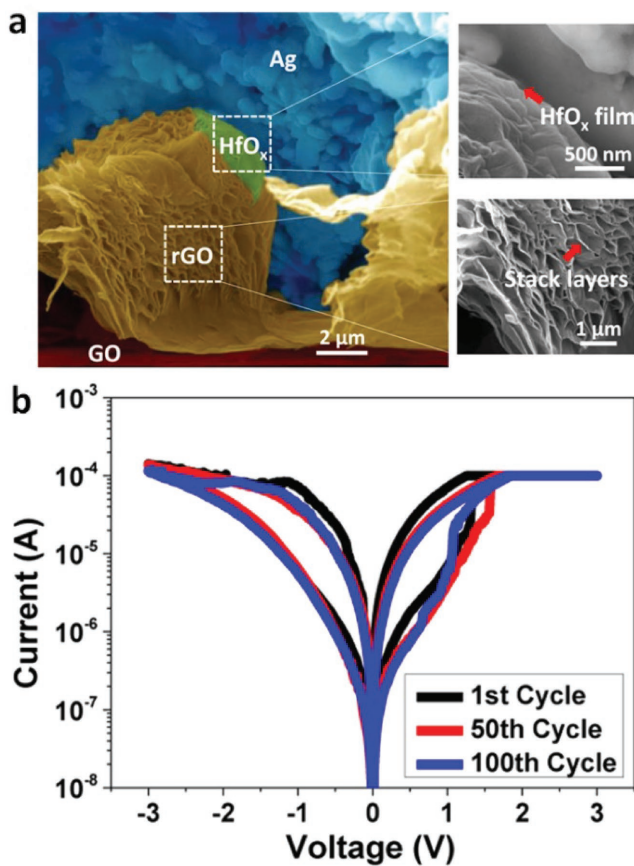 a
Ag
HfOₓ
rGO
GO
2 μm
HfOₓ film
500 nm
Stack layers
1 μm
b
10⁻³
10⁻⁴
10⁻⁵
10⁻⁶
10⁻⁷
10⁻⁸
Current (A)
1st Cycle
50th Cycle
100th Cycle
-3 -2 -1 0 1 2 3
Voltage (V)